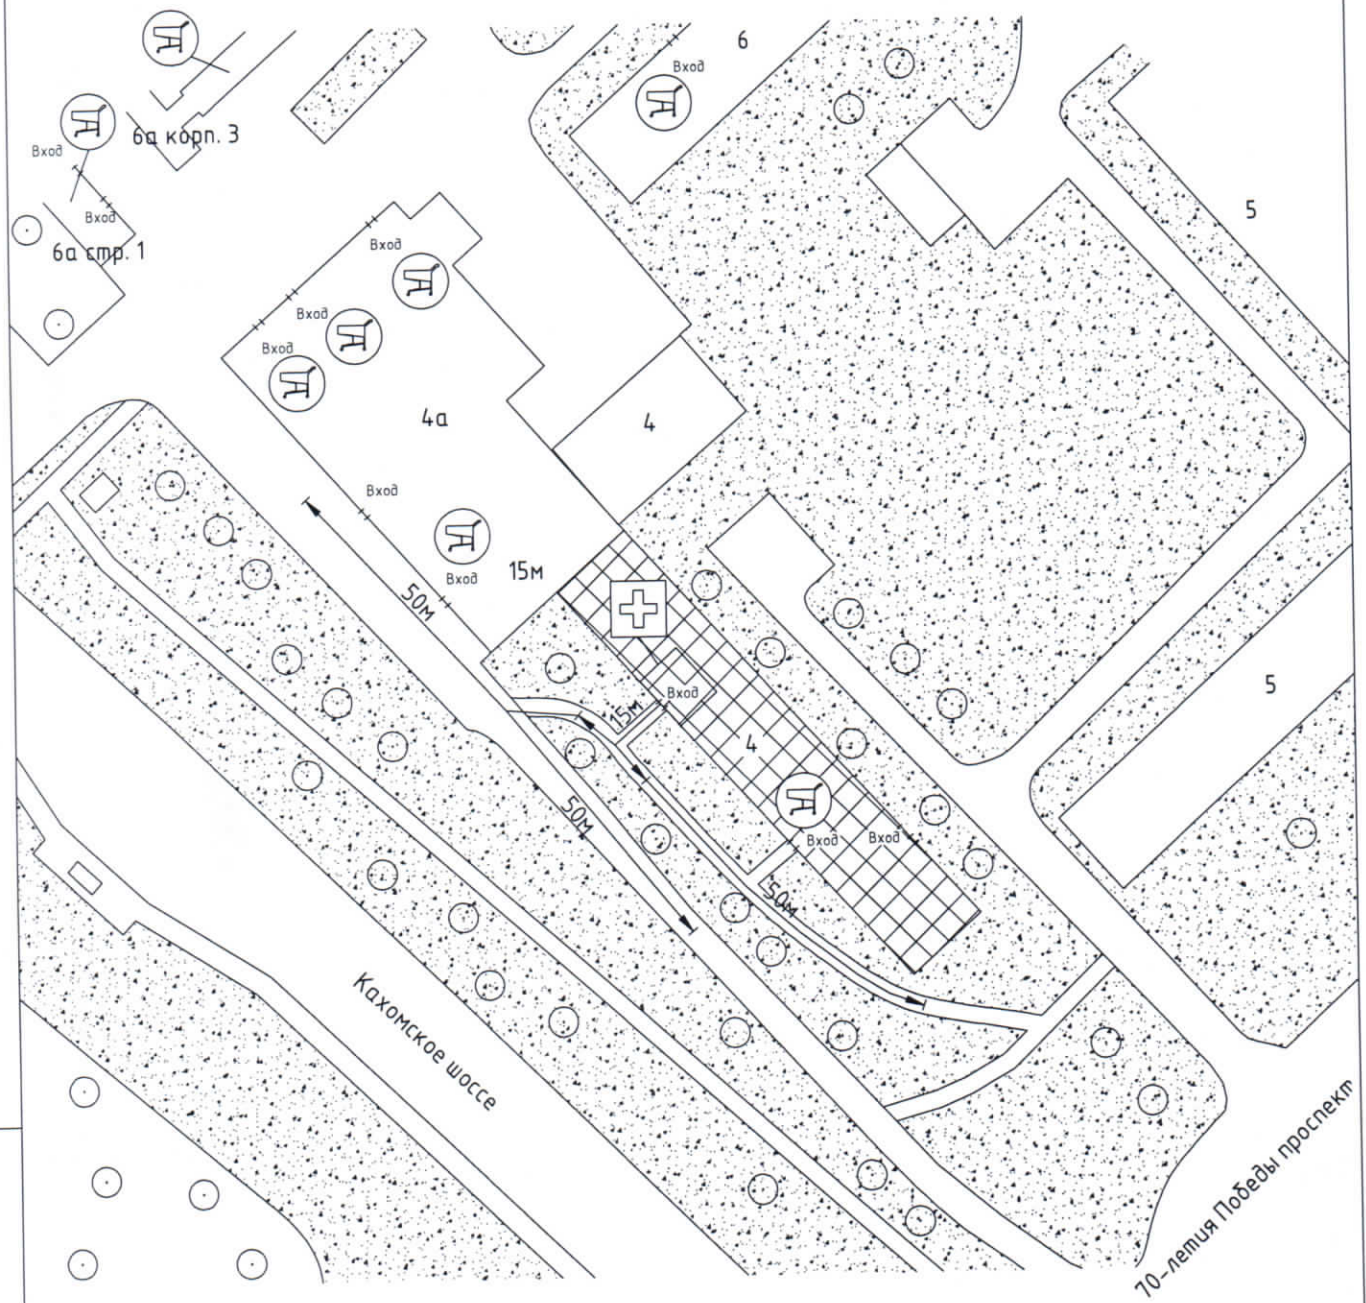 6
Вход
6а корп. 3
Вход
Вход
6а стр. 1
5
Вход
Вход
Вход
4а
4
Вход
Вход
15м
50м
5
Вход
15м
4
50м
Вход
Вход
50м
Кахомское шоссе
70-летия Победы проспект